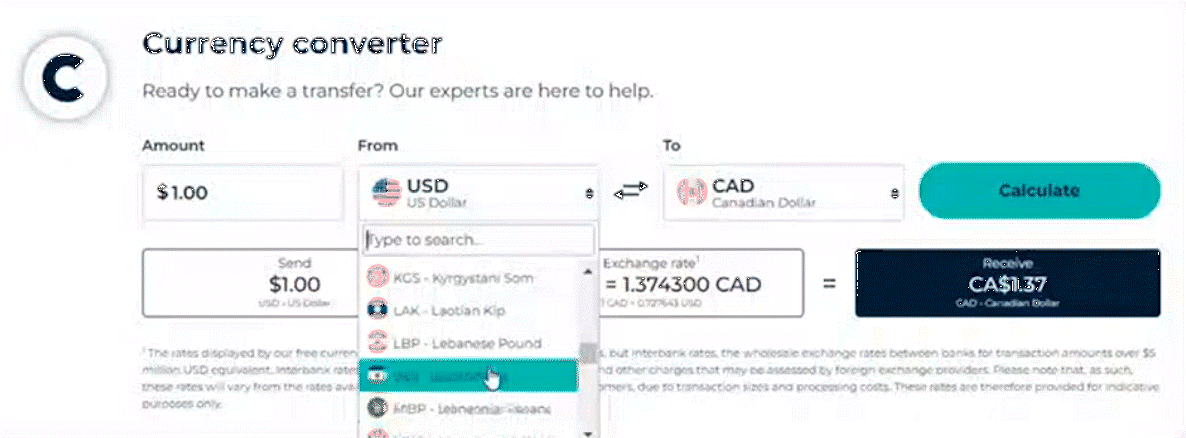 Currency converter
Ready to make a transfer? Our experts are here to help.
Amount From To
$1.00
USD
US Dollar
CAD
Canadian Dollar
Calculate
Type to search...
KGS - Kyrgystani Som
LAK - Laotian Kip
LBP - Lebanese Pound
Send
$1.00
USD - US Dollar
Exchange rate¹
= 1.374300 CAD
1 CAD = 0.727643 USD
=
Receive
CA$1.37
CAD - Canadian Dollar
¹ The rates displayed by our free curren s, but interbank rates, the wholesale exchange rates between banks for transaction amounts over $5
million USD equivalent. Interbank rates nd other charges that may be assessed by foreign exchange providers. Please note that, as such,
these rates will vary from the rates ava omers, due to transaction sizes and processing costs. These rates are therefore provided for indicative
purposes only.